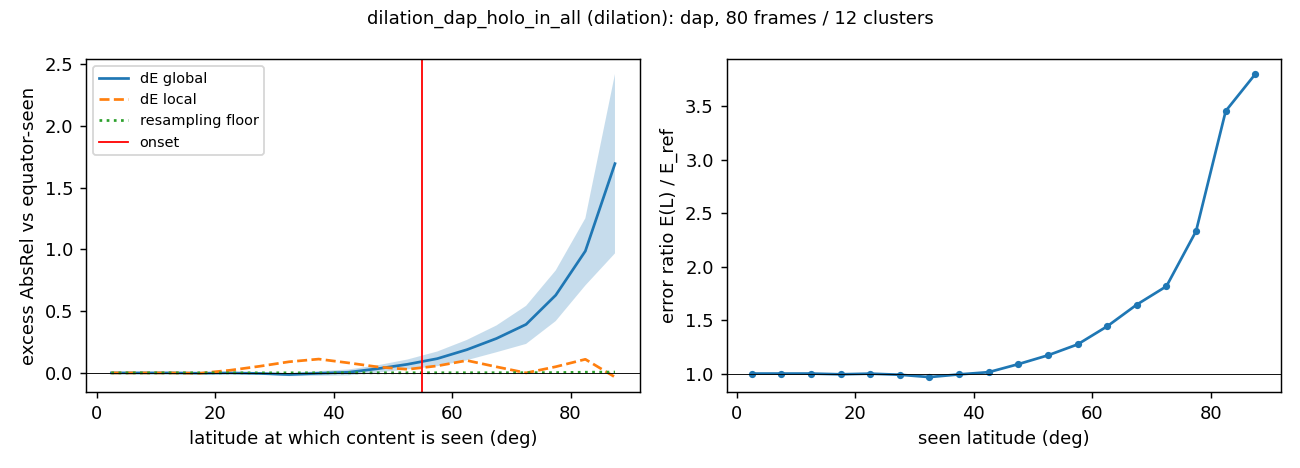 dilation_dap_holo_in_all (dilation): dap, 80 frames / 12 clusters
excess AbsRel vs equator-seen
2.5
2.0
1.5
1.0
0.5
0.0
dE global
dE local
resampling floor
onset
0
20
40
60
80
latitude at which content is seen (deg)
error ratio E(L) / E_ref
3.5
3.0
2.5
2.0
1.5
1.0
0
20
40
60
80
seen latitude (deg)